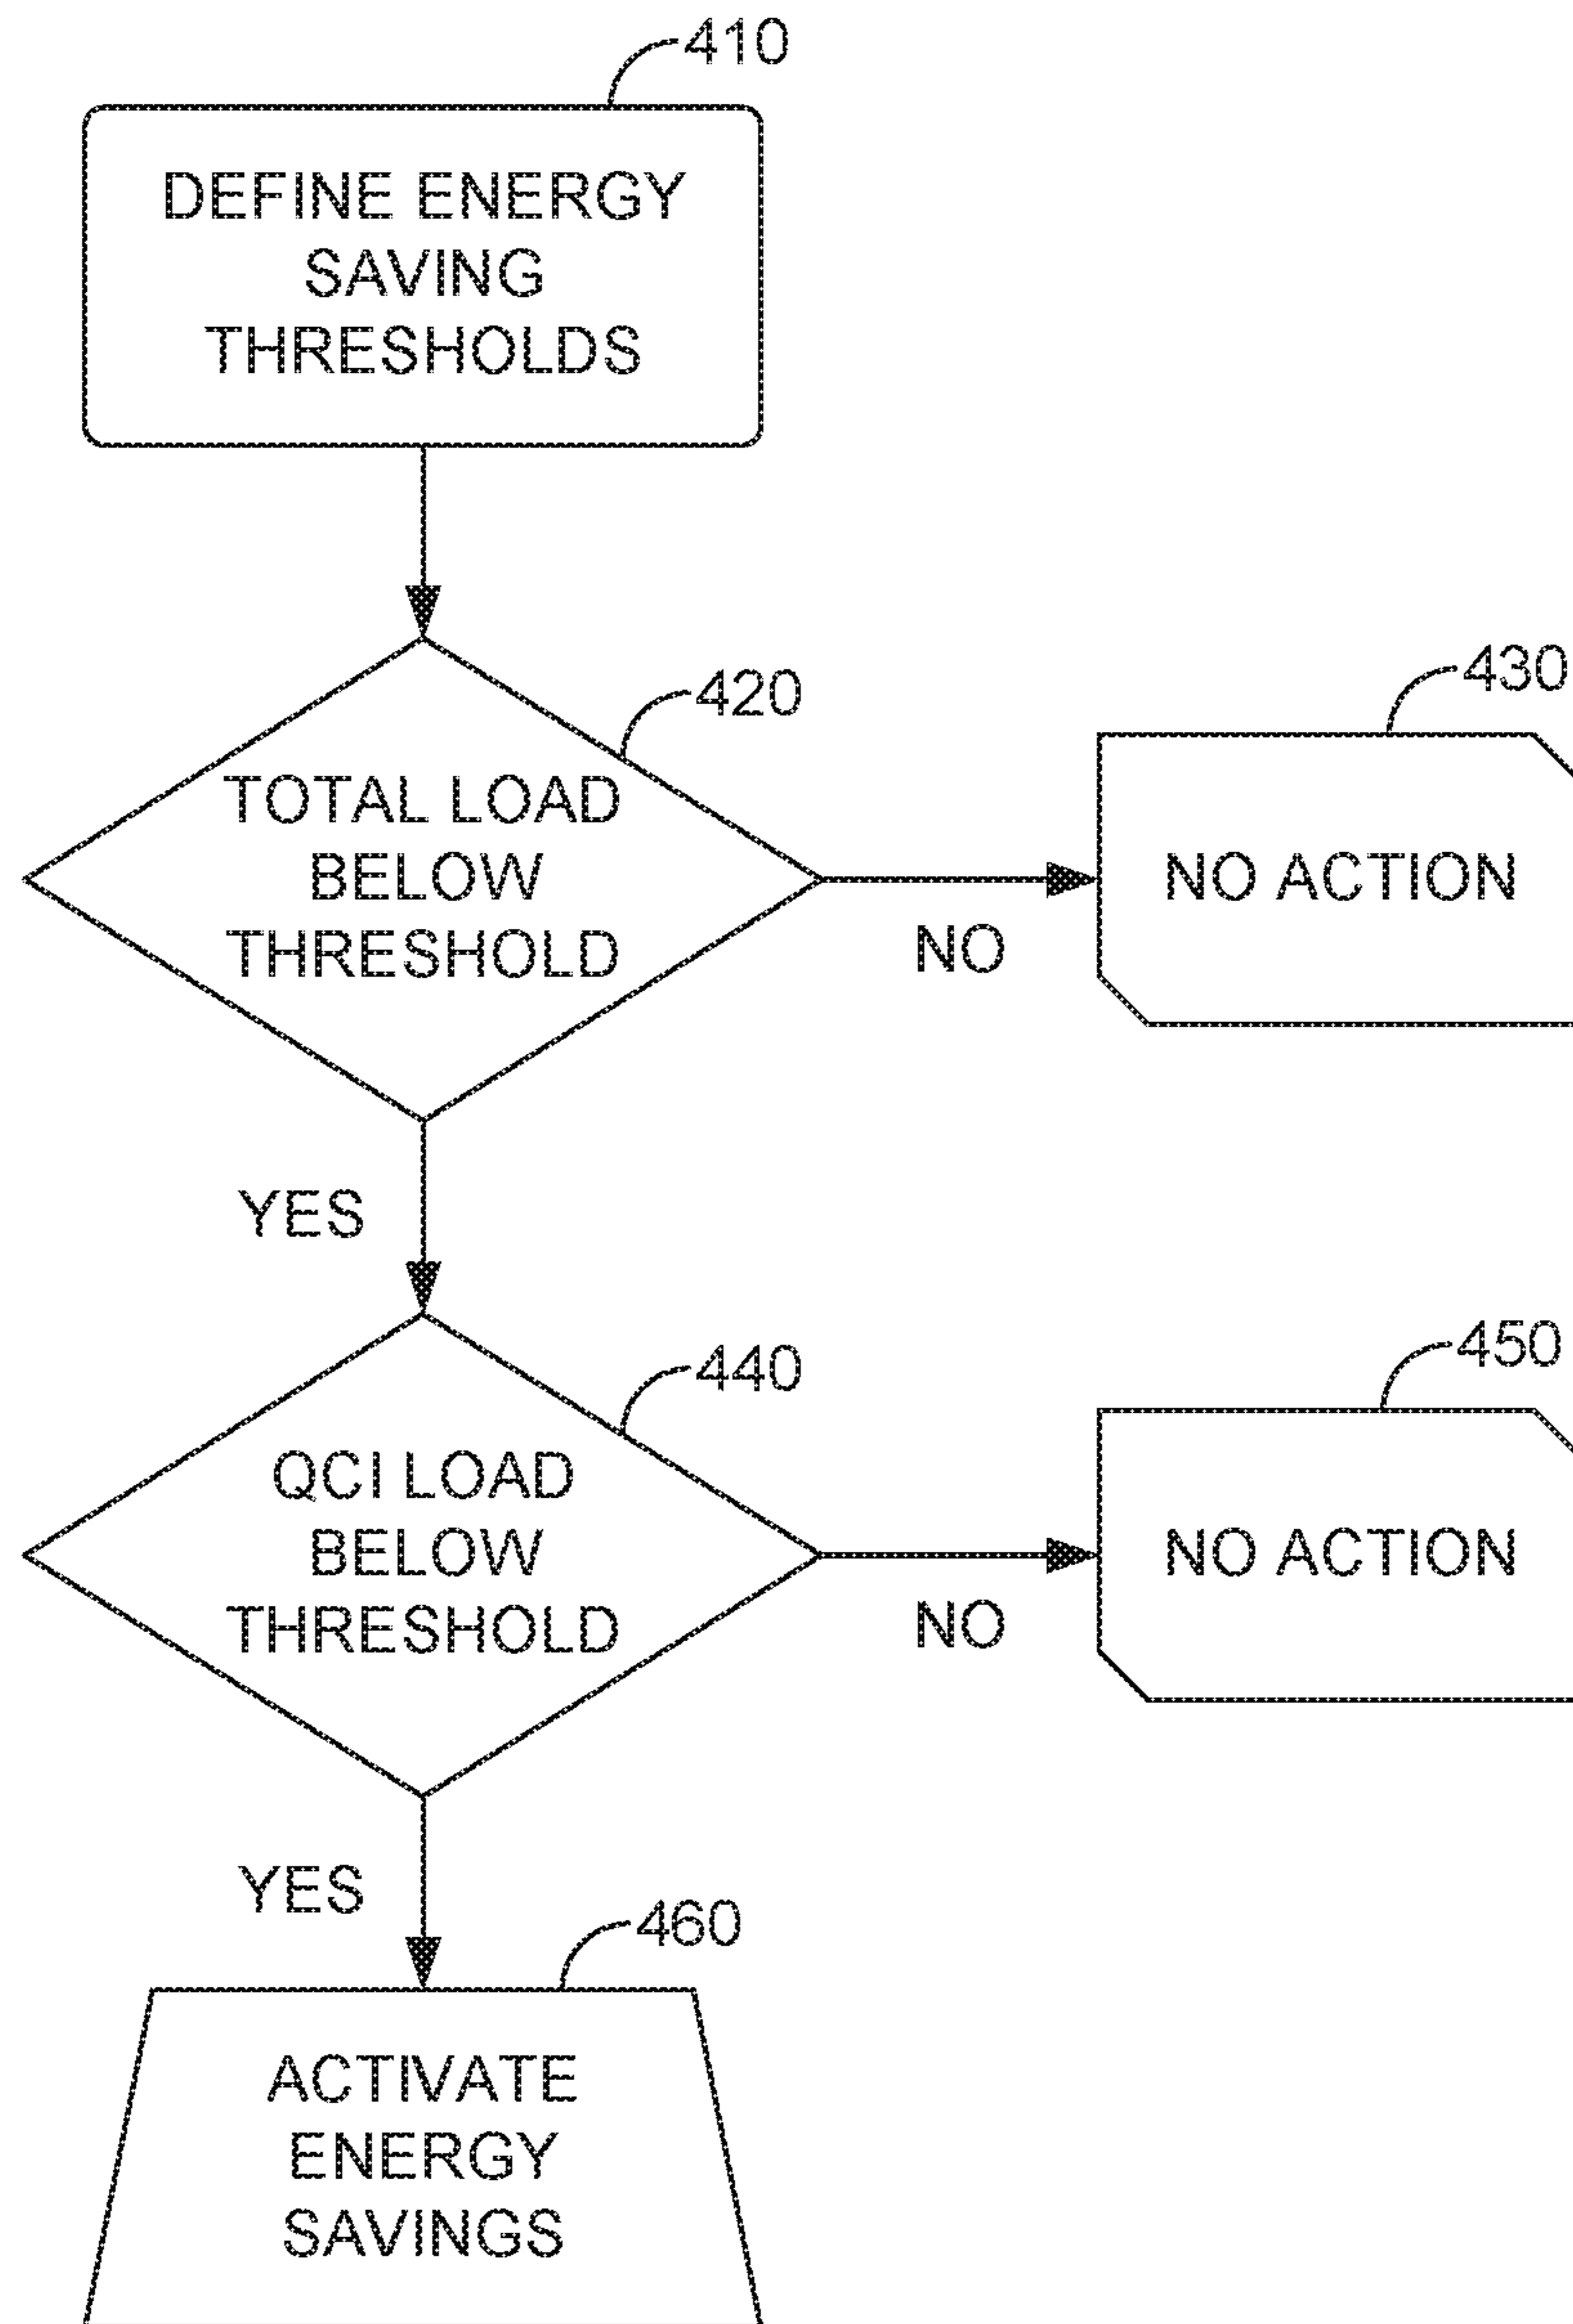 410
DEFINE ENERGY
SAVING
THRESHOLDS
420
TOTAL LOAD
BELOW
THRESHOLD
NO
430
NO ACTION
YES
440
QCI LOAD
BELOW
THRESHOLD
NO
450
NO ACTION
YES
460
ACTIVATE
ENERGY
SAVINGS